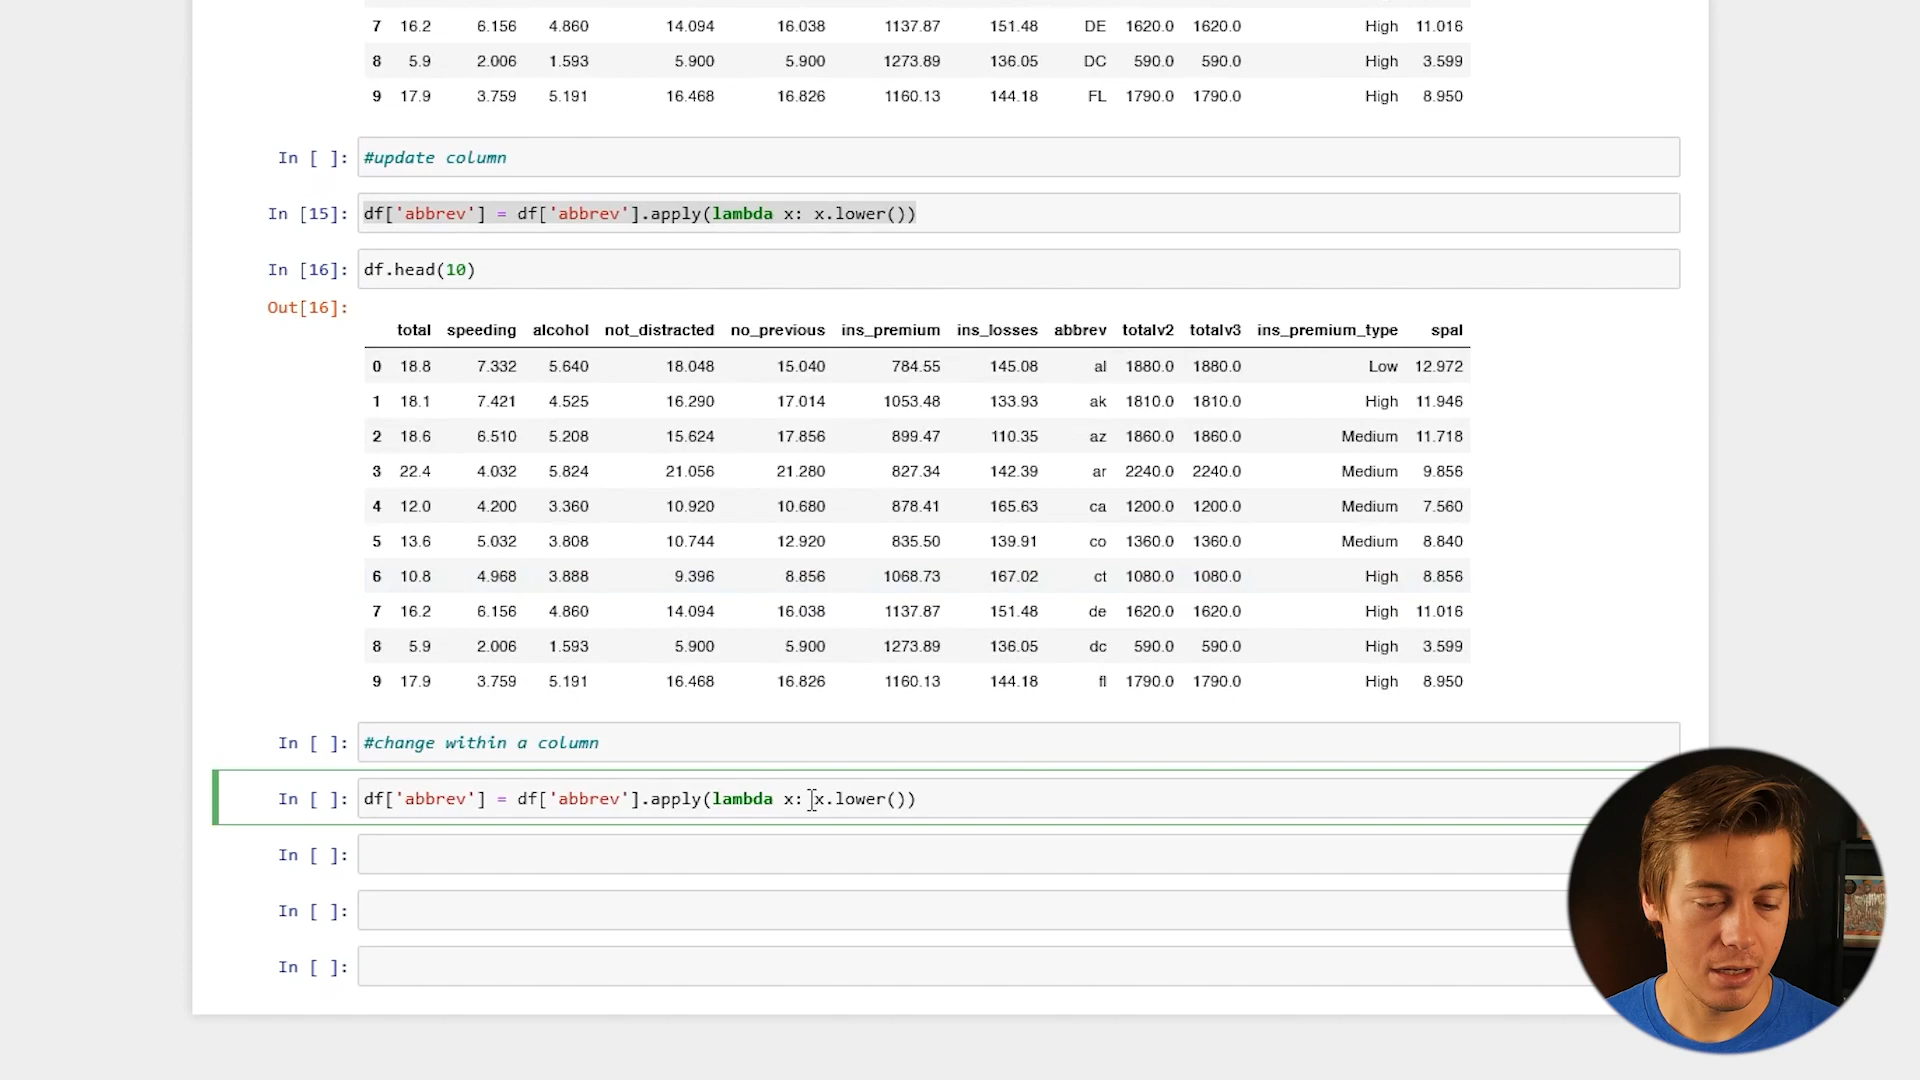 7 16.2 6.156 4.860 14.094 16.038 1137.87 151.48 DE 1620.0 1620.0 High 11.016
8 5.9 2.006 1.593 5.900 5.900 1273.89 136.05 DC 590.0 590.0 High 3.599
9 17.9 3.759 5.191 16.468 16.826 1160.13 144.18 FL 1790.0 1790.0 High 8.950
In [ ]: #update column
In [15]: df['abbrev'] = df['abbrev'].apply(lambda x: x.lower())
In [16]: df.head(10)
Out[16]:
total speeding alcohol not_distracted no_previous ins_premium ins_losses abbrev totalv2 totalv3 ins_premium_type spal
0 18.8 7.332 5.640 18.048 15.040 784.55 145.08 al 1880.0 1880.0 Low 12.972
1 18.1 7.421 4.525 16.290 17.014 1053.48 133.93 ak 1810.0 1810.0 High 11.946
2 18.6 6.510 5.208 15.624 17.856 899.47 110.35 az 1860.0 1860.0 Medium 11.718
3 22.4 4.032 5.824 21.056 21.280 827.34 142.39 ar 2240.0 2240.0 Medium 9.856
4 12.0 4.200 3.360 10.920 10.680 878.41 165.63 ca 1200.0 1200.0 Medium 7.560
5 13.6 5.032 3.808 10.744 12.920 835.50 139.91 co 1360.0 1360.0 Medium 8.840
6 10.8 4.968 3.888 9.396 8.856 1068.73 167.02 ct 1080.0 1080.0 High 8.856
7 16.2 6.156 4.860 14.094 16.038 1137.87 151.48 de 1620.0 1620.0 High 11.016
8 5.9 2.006 1.593 5.900 5.900 1273.89 136.05 dc 590.0 590.0 High 3.599
9 17.9 3.759 5.191 16.468 16.826 1160.13 144.18 fl 1790.0 1790.0 High 8.950
In [ ]: #change within a column
In [ ]: df['abbrev'] = df['abbrev'].apply(lambda x: x.lower())
In [ ]:
In [ ]:
In [ ]: